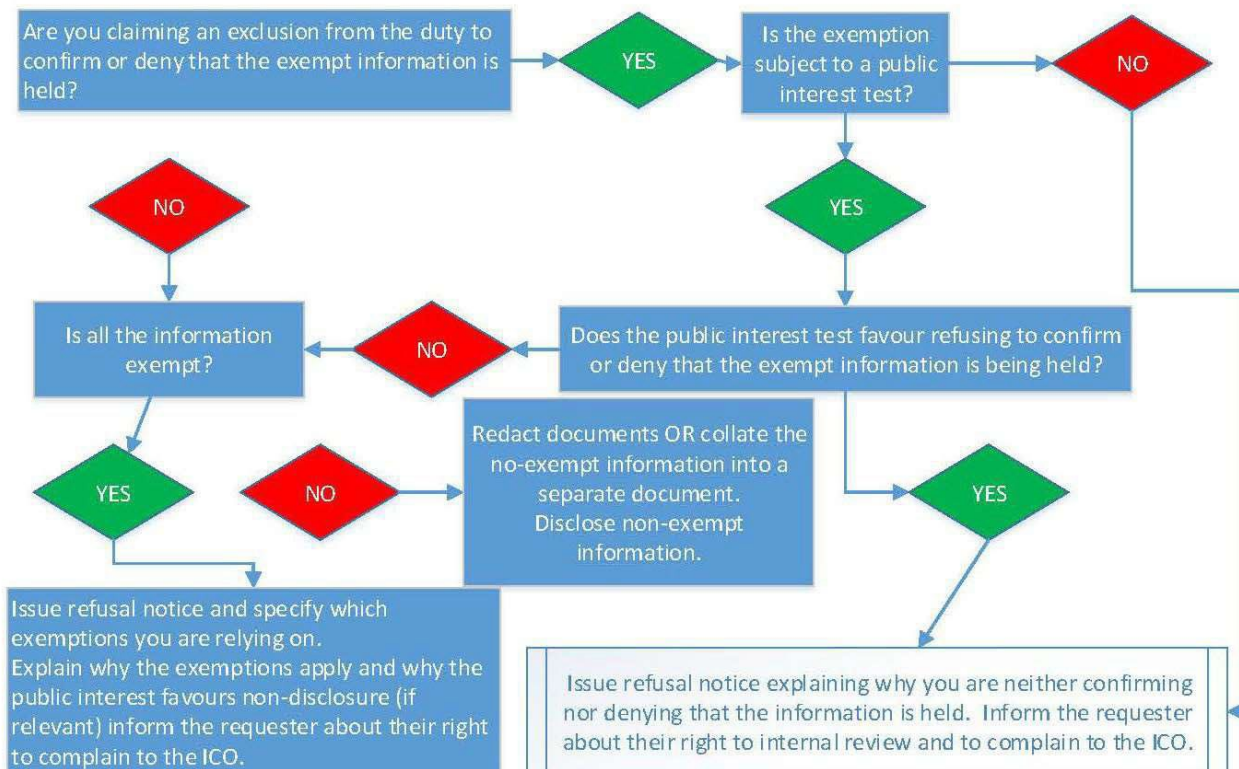 Are you claiming an exclusion from the duty to
confirm or deny that the exempt information is
held?
YES
Is the exemption
subject to a public
interest test?
NO
NO
YES
Is all the information
exempt?
NO
Does the public interest test favour refusing to confirm
or deny that the exempt information is being held?
YES
NO
Redact documents OR collate the
no-exempt information into a
separate document.
Disclose non-exempt
information.
YES
Issue refusal notice and specify which
exemptions you are relying on.
Explain why the exemptions apply and why the
public interest favours non-disclosure (if
relevant) inform the requester about their right
to complain to the ICO.
Issue refusal notice explaining why you are neither confirming
nor denying that the information is held.  Inform the requester
about their right to internal review and to complain to the ICO.